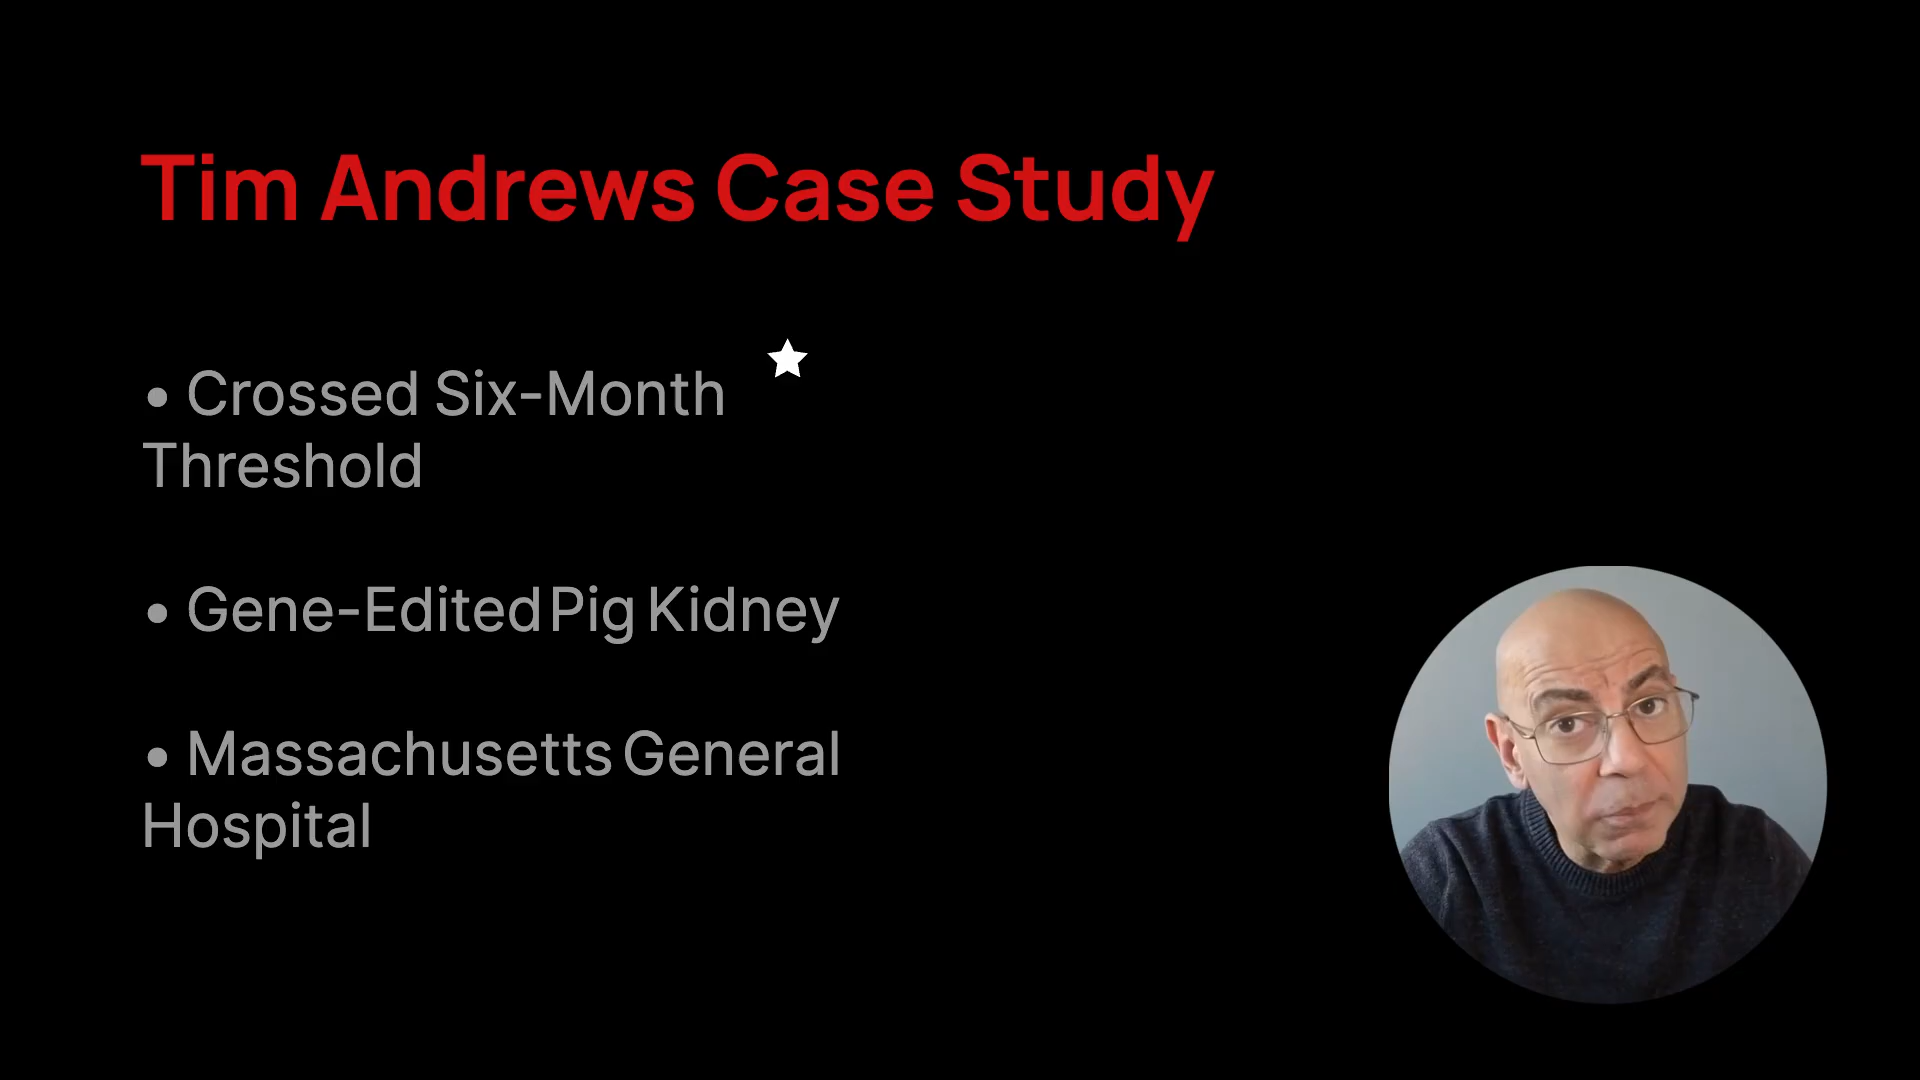 Tim Andrews Case Study
• Crossed Six-Month
Threshold
• Gene-Edited Pig Kidney
• Massachusetts General
Hospital